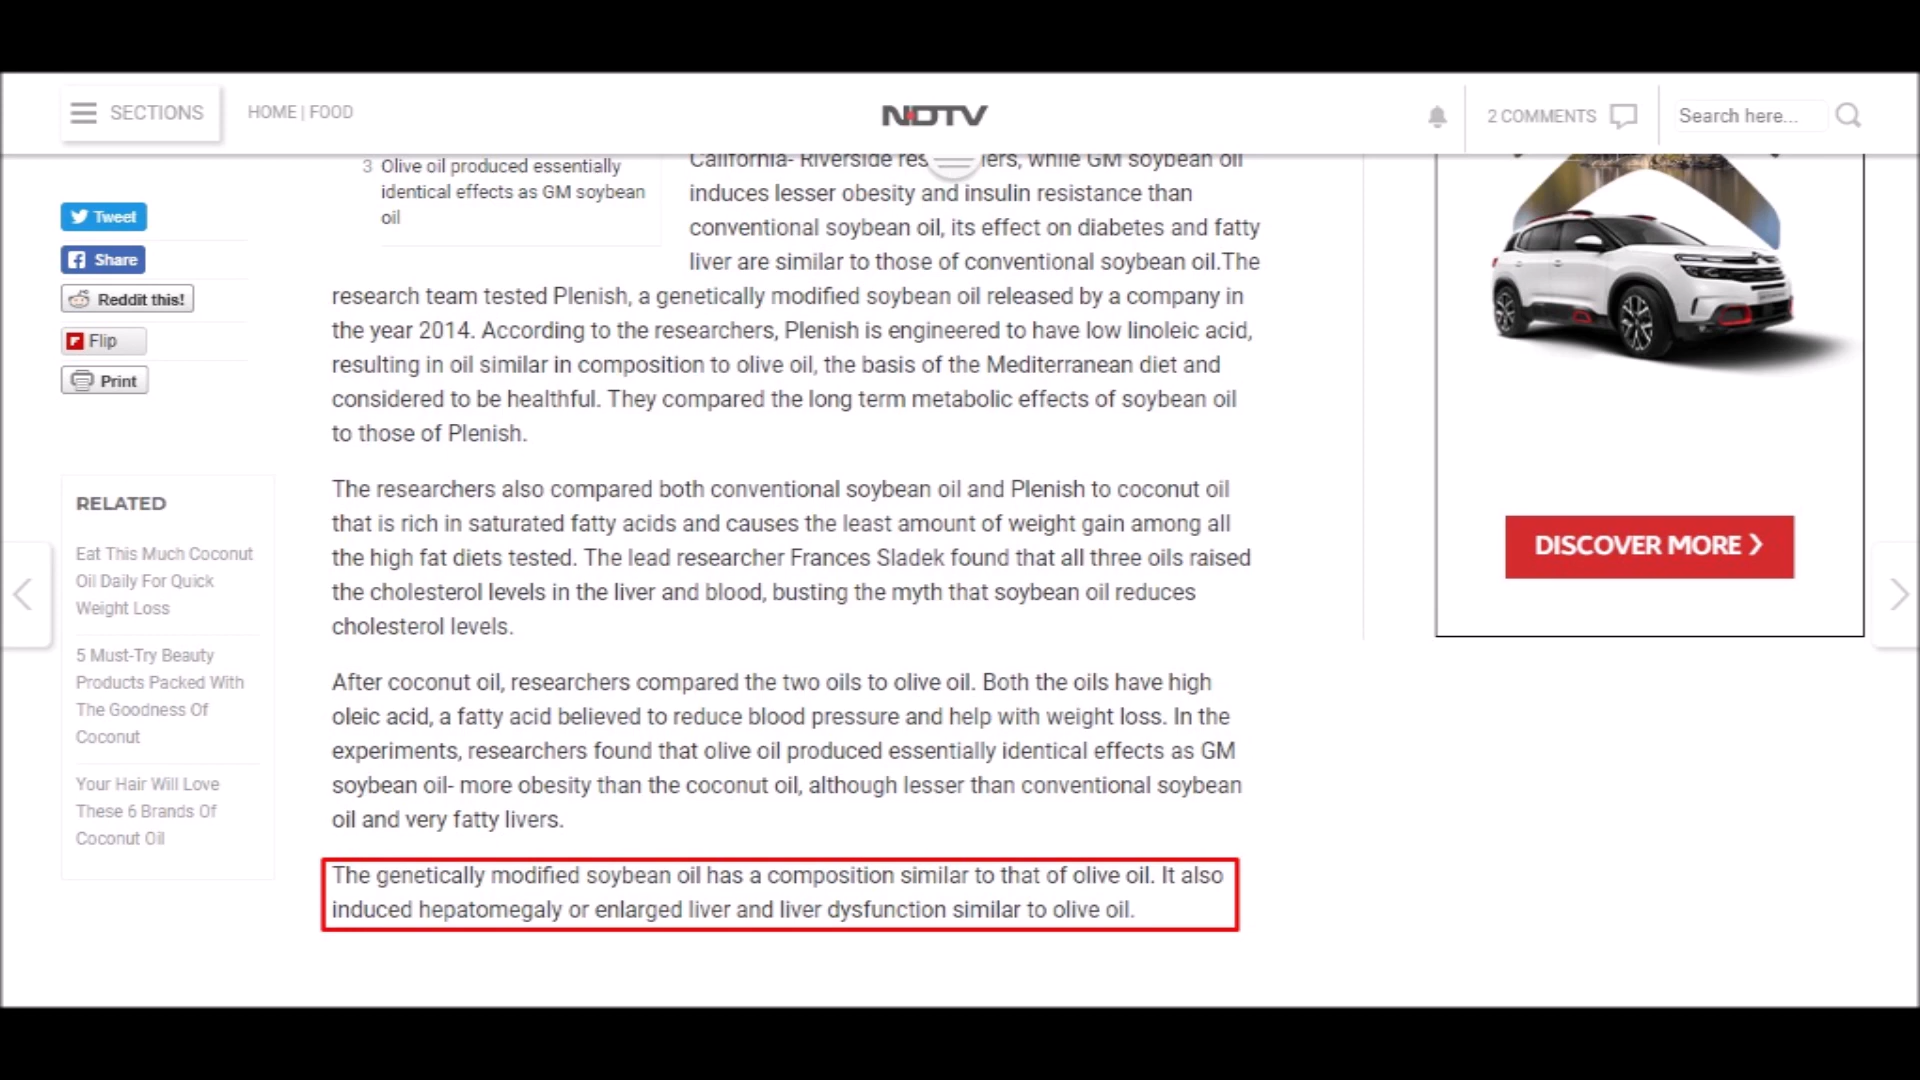 SECTIONS
HOME | FOOD
NDTV
2 COMMENTS
Search here...
3 Olive oil produced essentially
identical effects as GM soybean
oil
Tweet
Share
Reddit this!
Flip
Print
RELATED
Eat This Much Coconut
Oil Daily For Quick
Weight Loss
5 Must-Try Beauty
Products Packed With
The Goodness Of
Coconut
Your Hair Will Love
These 6 Brands Of
Coconut Oil
California- Riverside while GM soybean oil
induces lesser obesity and insulin resistance than
conventional soybean oil, its effect on diabetes and fatty
liver are similar to those of conventional soybean oil.The
research team tested Plenish, a genetically modified soybean oil released by a company in
the year 2014. According to the researchers, Plenish is engineered to have low linoleic acid,
resulting in oil similar in composition to olive oil, the basis of the Mediterranean diet and
considered to be healthful. They compared the long term metabolic effects of soybean oil
to those of Plenish.
The researchers also compared both conventional soybean oil and Plenish to coconut oil
that is rich in saturated fatty acids and causes the least amount of weight gain among all
the high fat diets tested. The lead researcher Frances Sladek found that all three oils raised
the cholesterol levels in the liver and blood, busting the myth that soybean oil reduces
cholesterol levels.
After coconut oil, researchers compared the two oils to olive oil. Both the oils have high
oleic acid, a fatty acid believed to reduce blood pressure and help with weight loss. In the
experiments, researchers found that olive oil produced essentially identical effects as GM
soybean oil- more obesity than the coconut oil, although lesser than conventional soybean
oil and very fatty livers.
The genetically modified soybean oil has a composition similar to that of olive oil. It also
induced hepatomegaly or enlarged liver and liver dysfunction similar to olive oil.
DISCOVER MORE